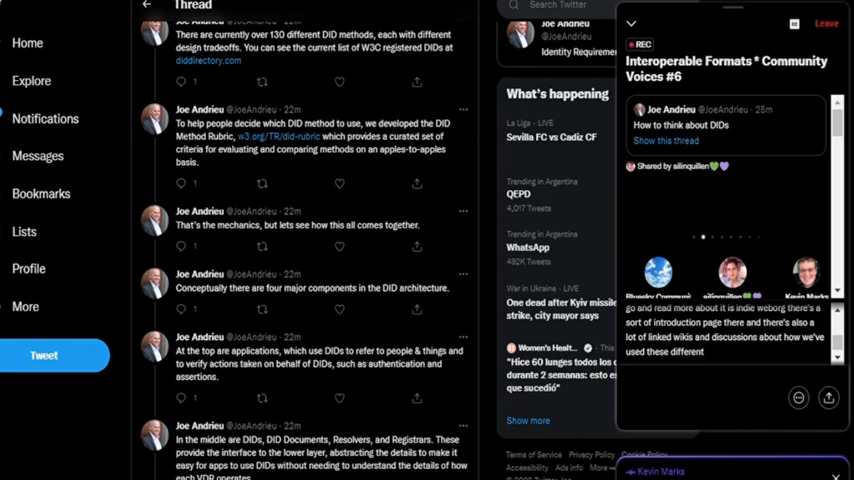 Home
Explore
Notifications
Messages
Bookmarks
Lists
Profile
More
Tweet
Thread
Joe Andrieu @JoeAndrieu · 22m
There are currently over 130 different DID methods, each with different
design tradeoffs. You can see the current list of W3C registered DIDs at
diddirectory.com
1
Joe Andrieu @JoeAndrieu · 22m
To help people decide which DID method to use, we developed the DID
Method Rubric, w3.org/TR/did-rubric which provides a curated set of
criteria for evaluating and comparing methods on an apples-to-apples
basis.
1
Joe Andrieu @JoeAndrieu · 22m
That's the mechanics, but lets see how this all comes together.
1
Joe Andrieu @JoeAndrieu · 22m
Conceptually there are four major components in the DID architecture.
1
Joe Andrieu @JoeAndrieu · 22m
At the top are applications, which use DIDs to refer to people & things and
to verify actions taken on behalf of DIDs, such as authentication and
assertions.
1
Joe Andrieu @JoeAndrieu · 22m
In the middle are DIDs, DID Documents, Resolvers, and Registrars. These
provide the interface to the lower layer, abstracting the details to make it
easy for apps to use DIDs without needing to understand the details of how
each VDR operates.
Search Twitter
Joe Andrieu
@JoeAndrieu
Identity Requireme
What's happening
La Liga · LIVE
Sevilla FC vs Cadiz CF
Trending in Argentina
QEPD
4,017 Tweets
Trending in Argentina
WhatsApp
492K Tweets
War in Ukraine · LIVE
One dead after Kyiv missile
strike, city mayor says
Women's Healt...
This
"Hice 60 lunges todos los d
durante 2 semanas: esto es
que sucedió"
Show more
Terms of Service Privacy Policy Cookie Policy
Accessibility Ads info More
Leave
REC
Interoperable Formats * Community
Voices #6
Joe Andrieu @JoeAndrieu · 25m
How to think about DIDs
Show this thread
Shared by ailinquillen💚💜
Bluesky Communi
ailinquillen💚💜
Kevin Marks
go and read more about it is indie weborg there's a
sort of introduction page there and there's also a
lot of linked wikis and discussions about how we've
used these different
Kevin Marks